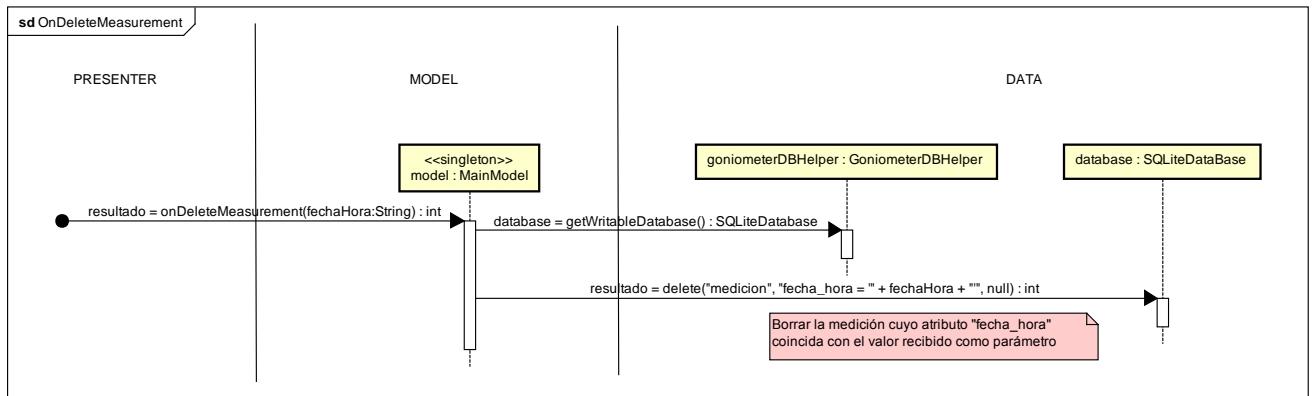 sd OnDeleteMeasurement
PRESENTER
MODEL
DATA
<<singleton>>
model : MainModel
goniometerDBHelper : GoniometerDBHelper
database : SQLiteDataBase
resultado = onDeleteMeasurement(fechaHora:String) : int
database = getWritableDatabase() : SQLiteDatabase
resultado = delete("medicion", "fecha_hora = '" + fechaHora + "'", null) : int
Borrar la medición cuyo atributo "fecha_hora"
coincida con el valor recibido como parámetro